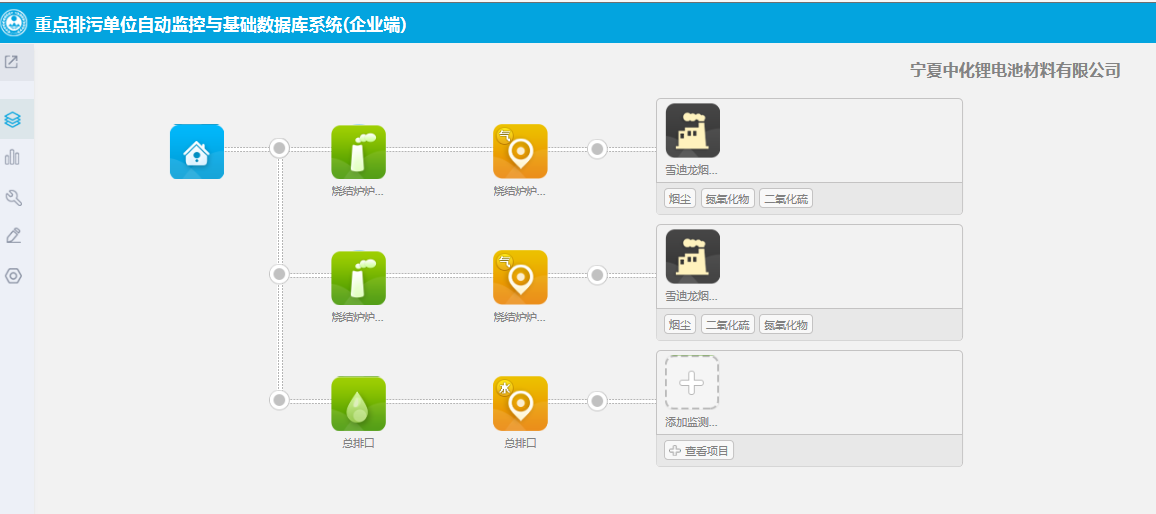 重点排污单位自动监控与基础数据库系统(企业端)
宁夏中化锂电池材料有限公司
气
烧结炉炉...
烧结炉炉...
雪迪龙烟...
烟尘 氮氧化物 二氧化硫
气
烧结炉炉...
烧结炉炉...
雪迪龙烟...
烟尘 二氧化硫 氮氧化物
水
总排口
总排口
添加监测...
查看项目